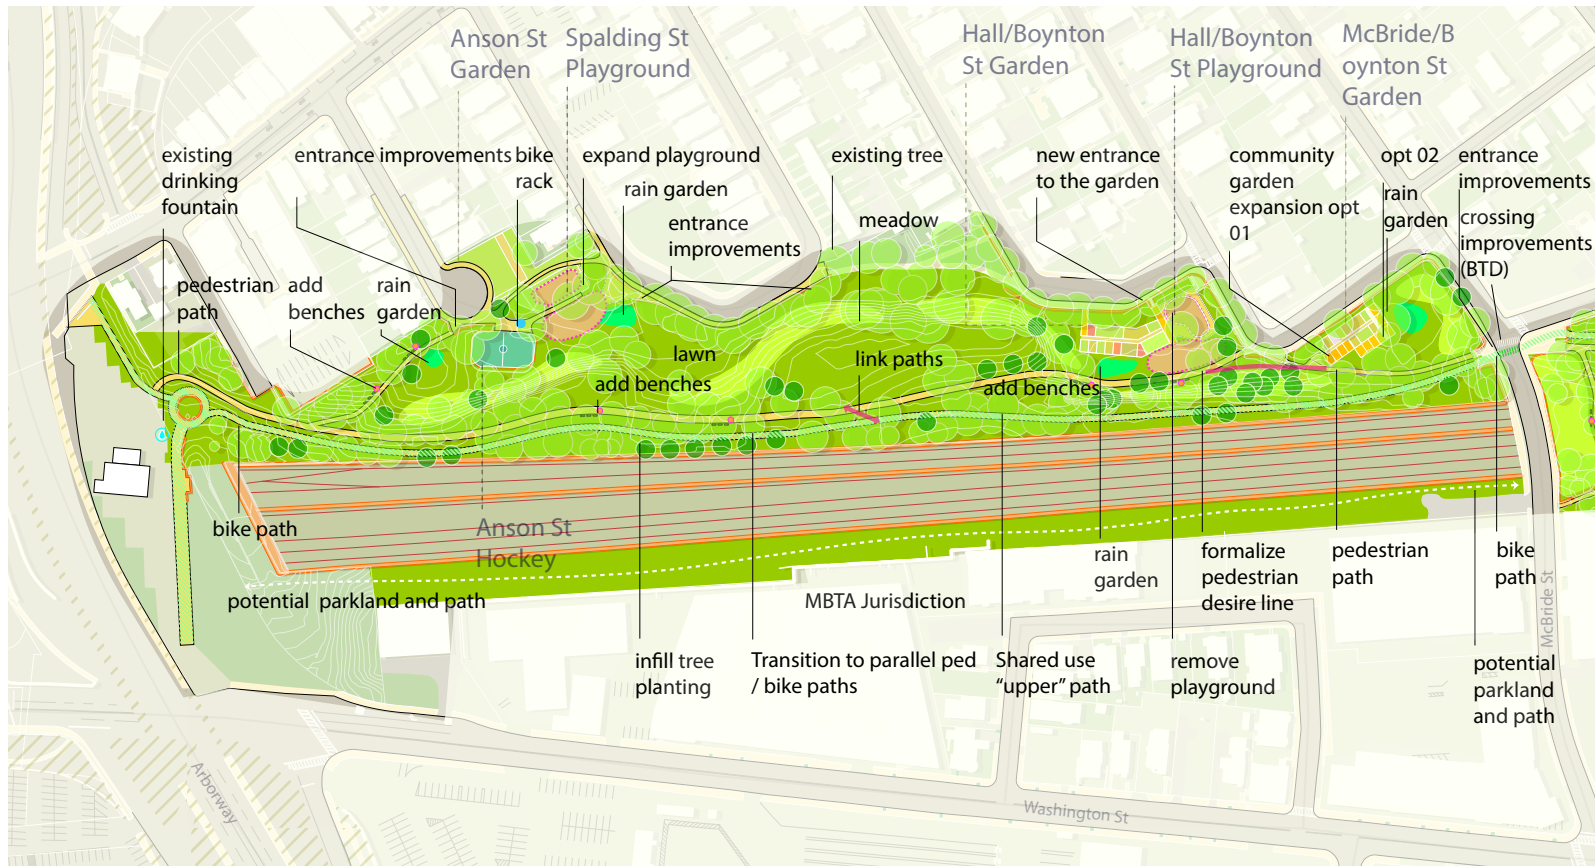 Anson St
Garden
Spalding St
Playground
Hall/Boynton
St Garden
Hall/Boynton
St Playground
McBride/B
oynton St
Garden
existing
drinking
fountain
entrance improvements
bike
rack
expand playground
rain garden
entrance
improvements
existing tree
meadow
new entrance
to the garden
community
garden
expansion opt
01
opt 02
rain
garden
entrance
improvements
crossing
improvements
(BTD)
pedestrian
path
add
benches
rain
garden
lawn
add benches
link paths
add benches
bike path
Anson St
Hockey
potential parkland and path
MBTA Jurisdiction
rain
garden
formalize
pedestrian
desire line
pedestrian
path
bike
path
infill tree
planting
Transition to parallel ped
/ bike paths
Shared use
“upper” path
remove
playground
potential
parkland
and path
McBride St
Arborway
Washington St